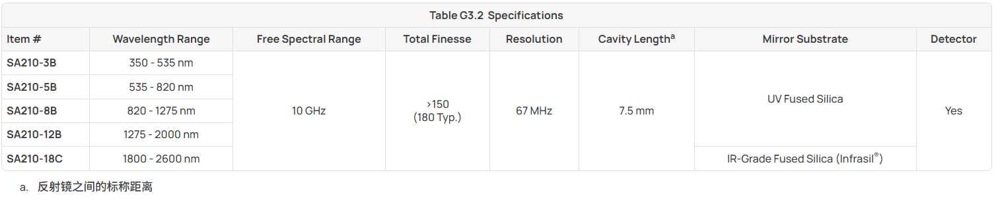 Table G3.2 Specifications
Item # Wavelength Range Free Spectral Range Total Finesse Resolution Cavity Lengthᵃ Mirror Substrate Detector
SA210-3B 350 - 535 nm
SA210-5B 535 - 820 nm
SA210-8B 820 - 1275 nm
SA210-12B 1275 - 2000 nm
SA210-18C 1800 - 2600 nm
10 GHz
>150
(180 Typ.)
67 MHz
7.5 mm
UV Fused Silica
IR-Grade Fused Silica (Infrasil®)
Yes
a. 反射镜之间的标称距离